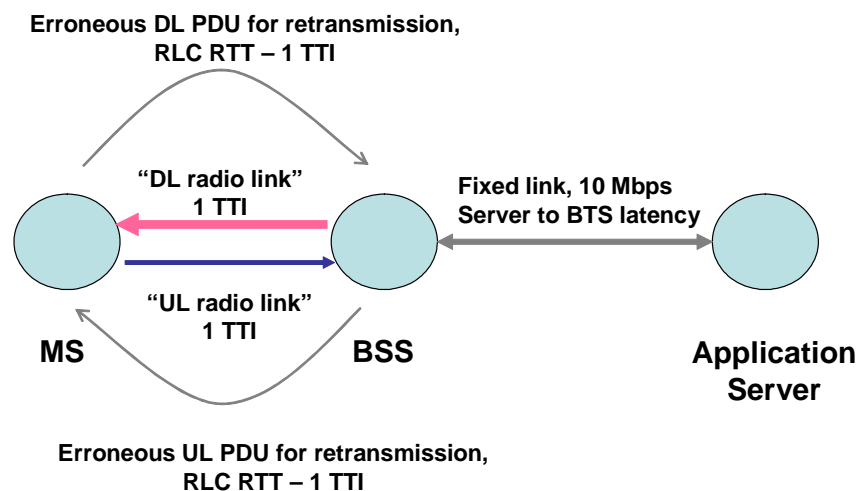 Erroneous DL PDU for retransmission,
RLC RTT – 1 TTI
“DL radio link”
1 TTI
Fixed link, 10 Mbps
Server to BTS latency
“UL radio link”
1 TTI
MS
BSS
Application
Server
Erroneous UL PDU for retransmission,
RLC RTT – 1 TTI